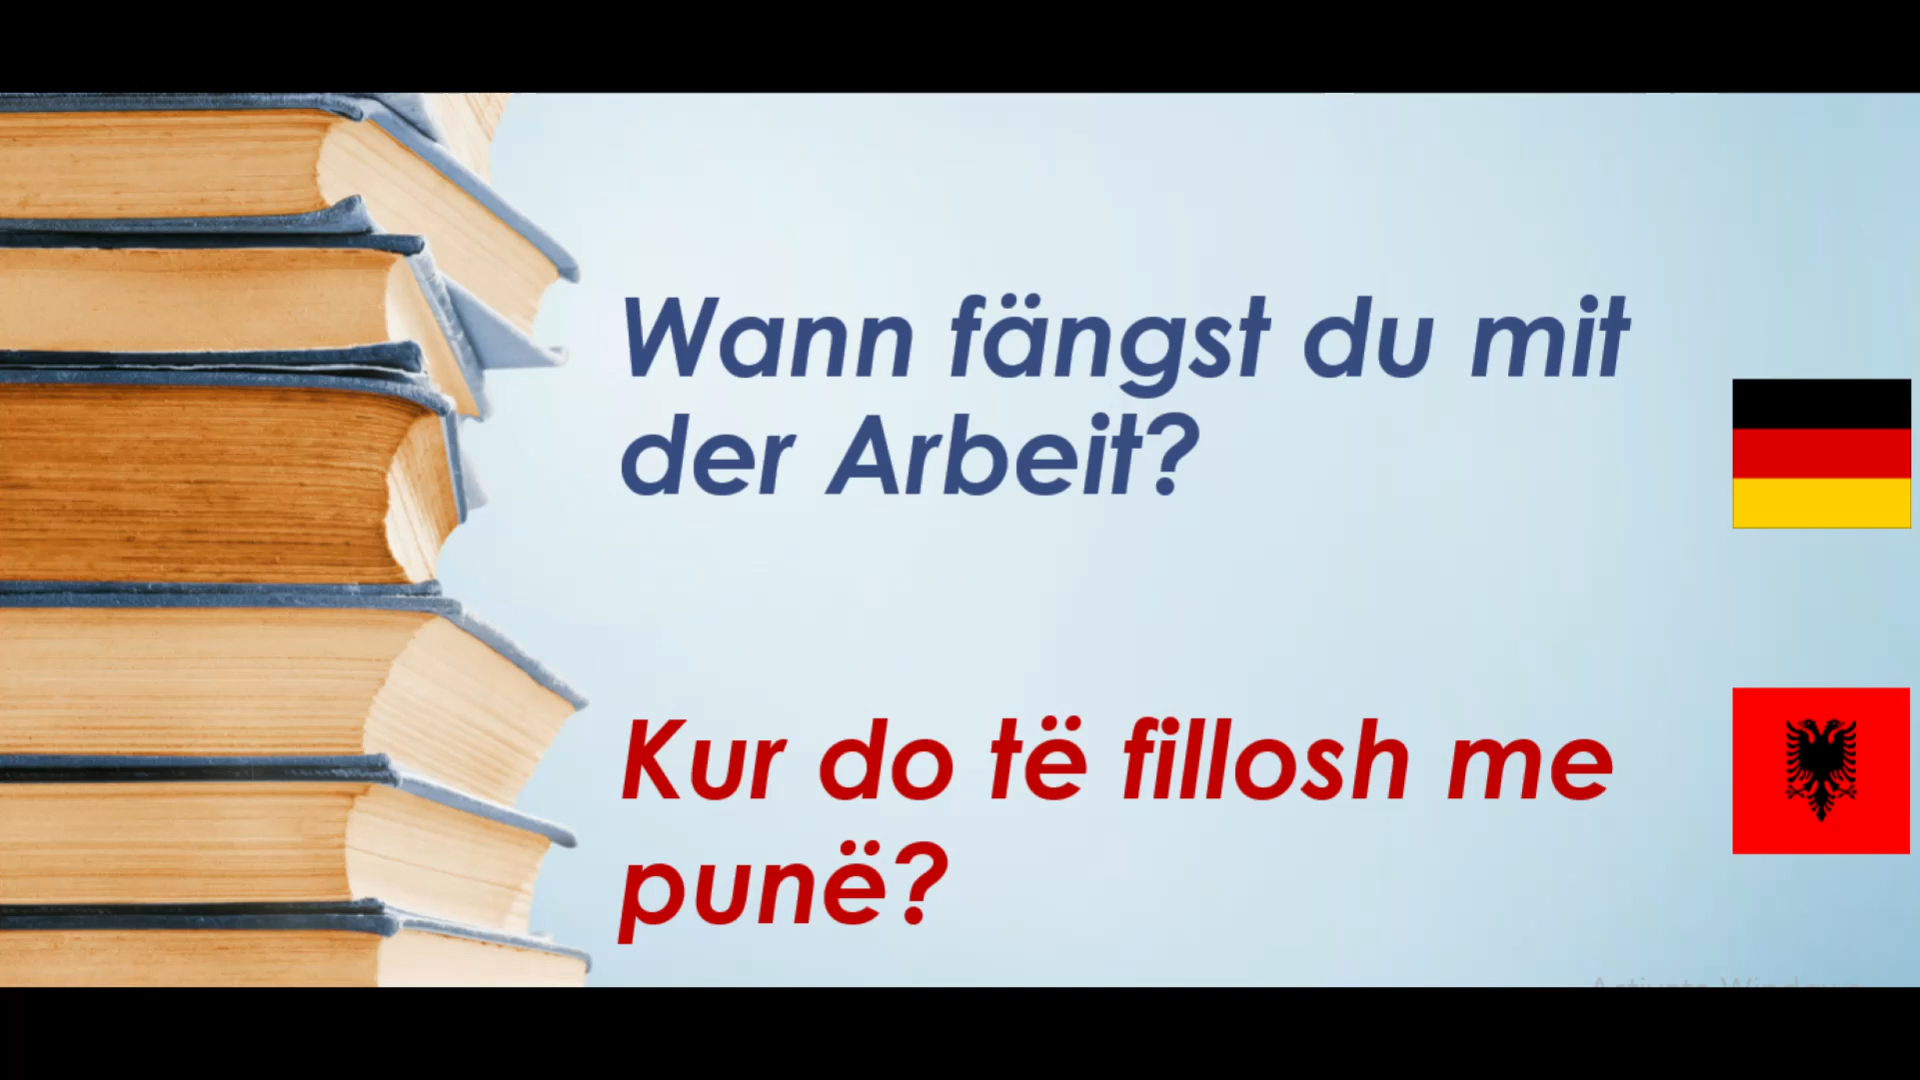 Wann fängst du mit
der Arbeit?
Kur do të fillosh me
punë?